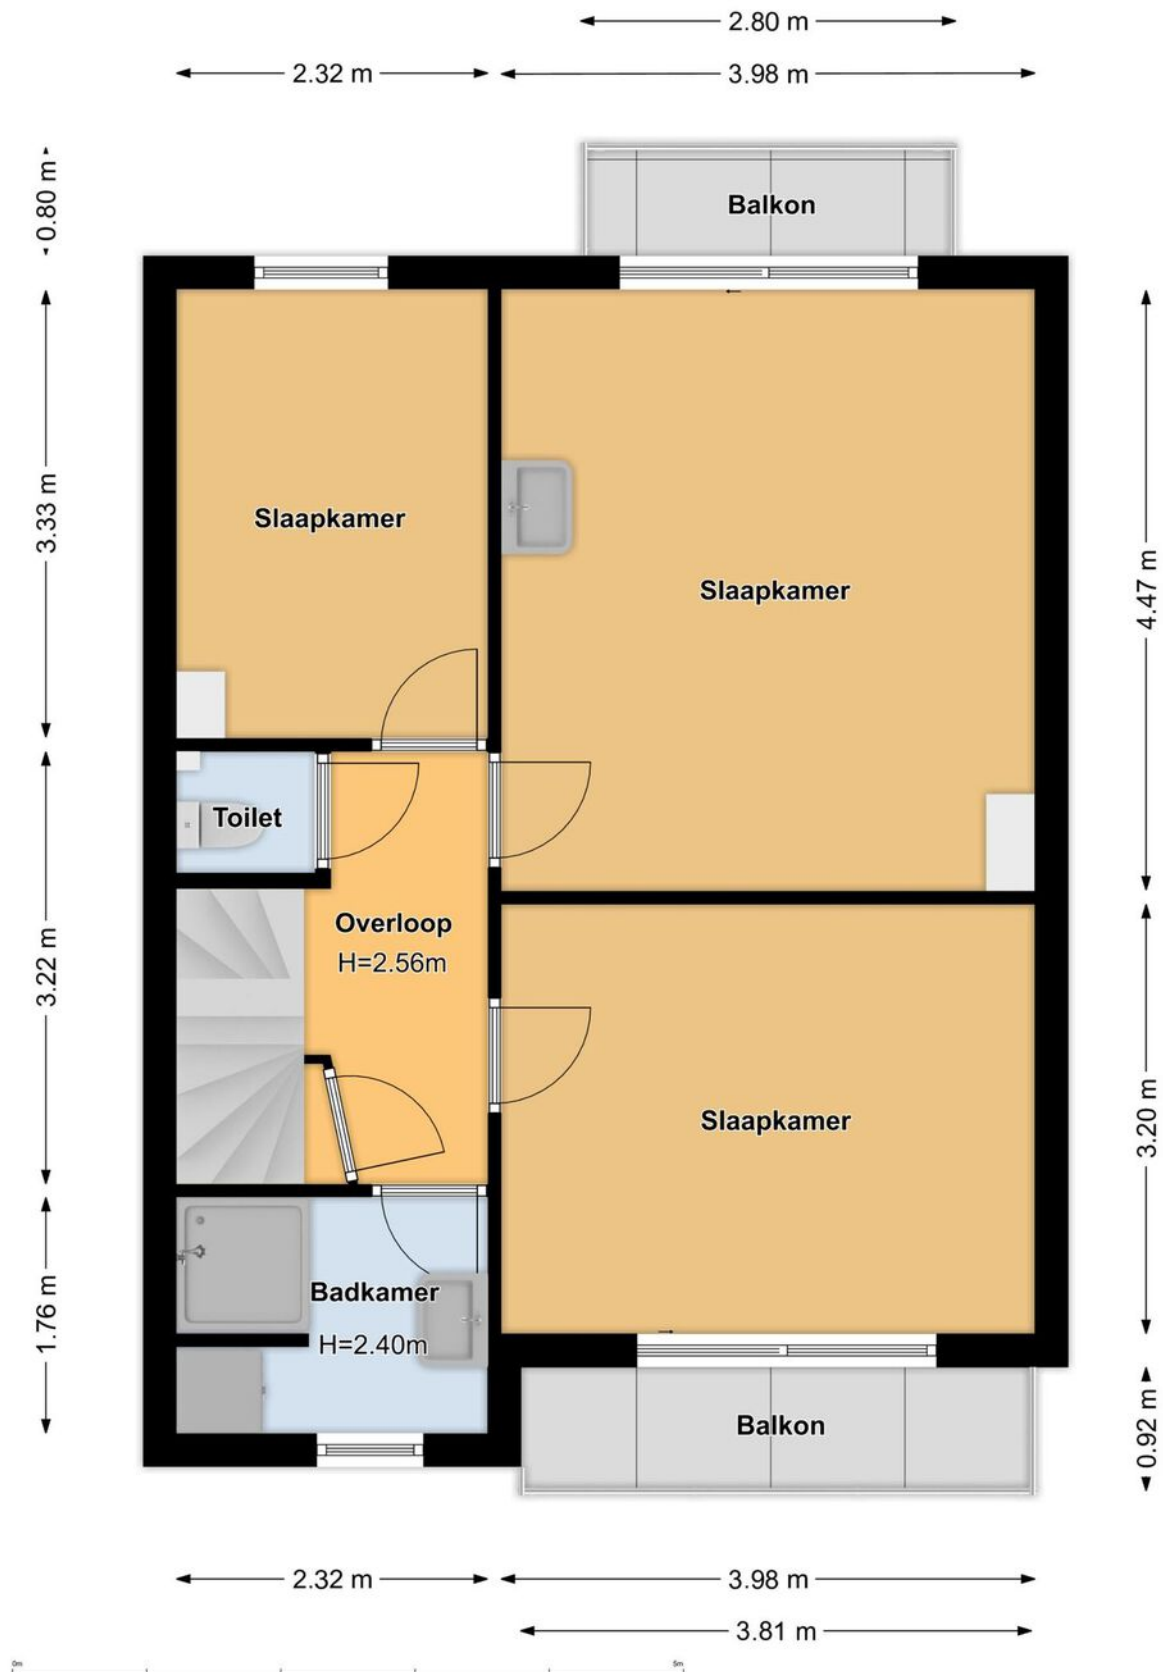 2.80 m
2.32 m
3.98 m
0.80 m
Balkon
3.33 m
Slaapkamer
Slaapkamer
4.47 m
Toilet
Overloop
H=2.56m
3.22 m
Slaapkamer
3.20 m
Badkamer
H=2.40m
1.76 m
Balkon
0.92 m
2.32 m
3.98 m
3.81 m
0m
5m